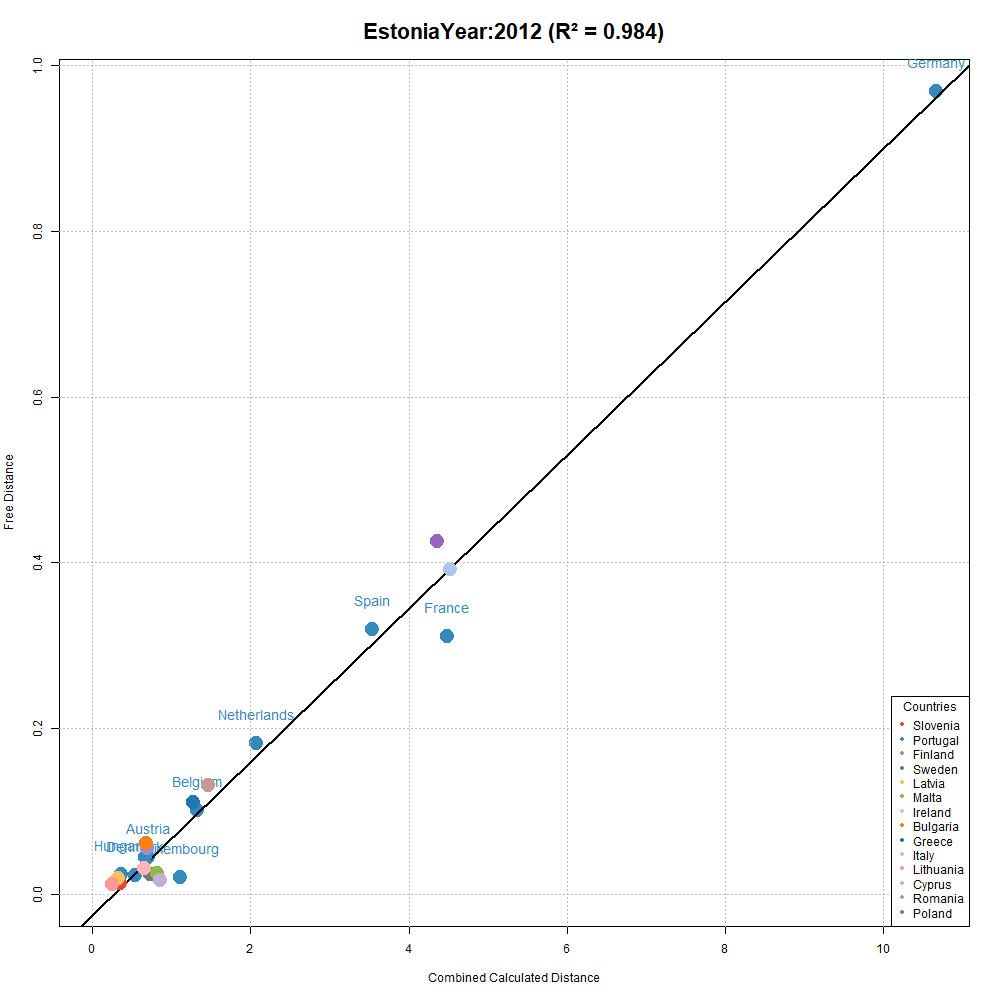 EstoniaYear:2012 (R² = 0.984)
Germany
Spain
France
Netherlands
Belgium
Austria
Free Distance
0.0
0.2
0.4
0.6
0.8
1.0
0
2
4
6
8
10
Combined Calculated Distance
Countries
Slovenia
Portugal
Finland
Sweden
Latvia
Malta
Ireland
Bulgaria
Greece
Italy
Lithuania
Cyprus
Romania
Poland